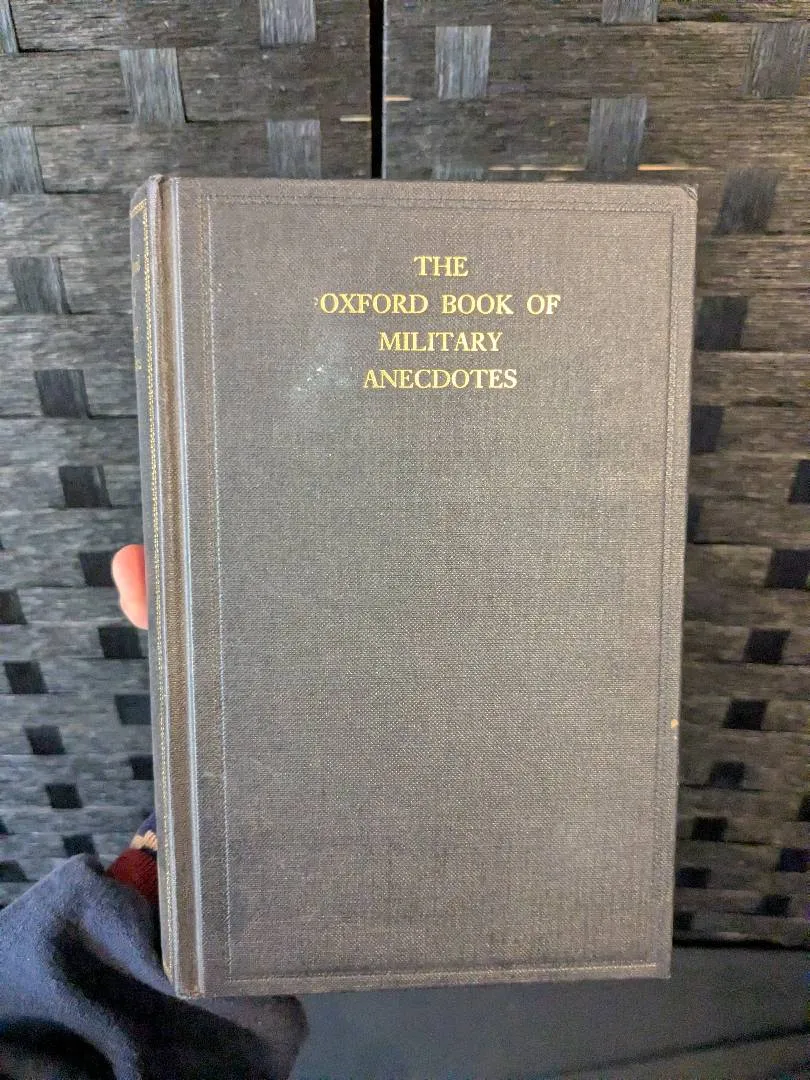 THE
OXFORD BOOK OF
MILITARY
ANECDOTES